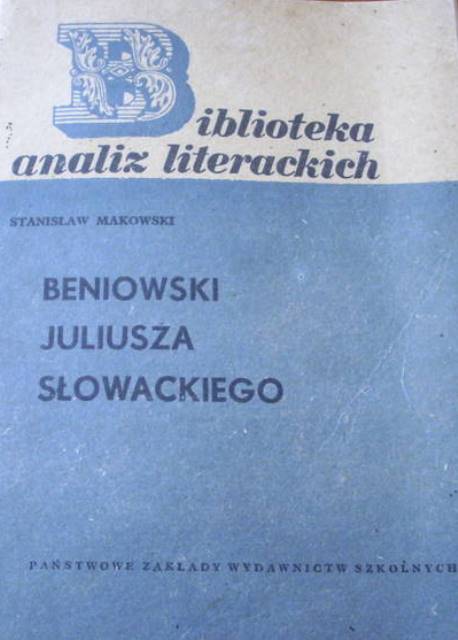 Biblioteka
analiz literackich
STANISŁAW MAKOWSKI
BENIOWSKI
JULIUSZA
SŁOWACKIEGO
PAŃSTWOWE ZAKŁADY WYDAWNICTW SZKOLNYCH